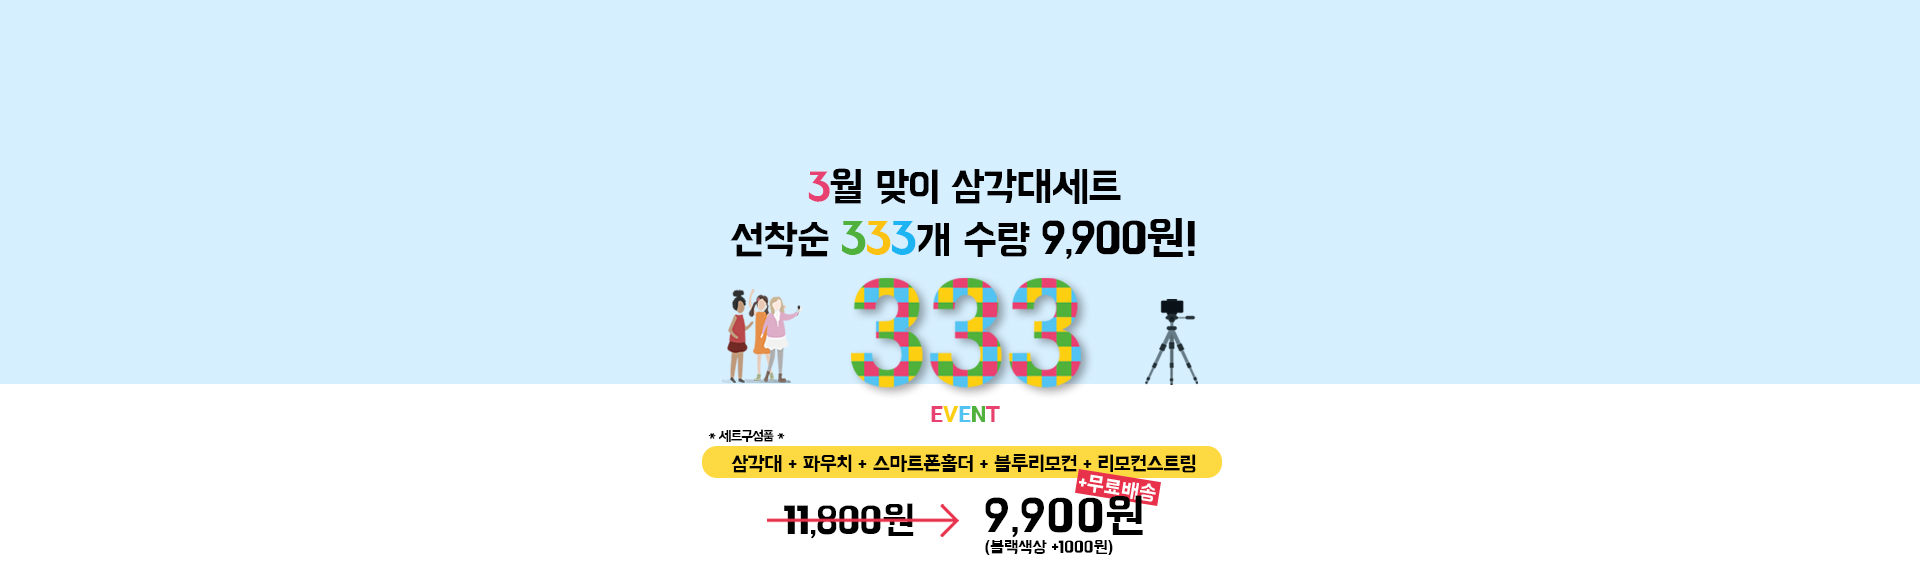 3월 맞이 삼각대세트
선착순 333개 수량 9,900원!
333
EVENT
* 세트구성품 *
삼각대 + 파우치 + 스마트폰홀더 + 블투리모컨 + 리모컨스트링
+무료배송
11,800원 → 9,900원
(블랙색상 +1000원)